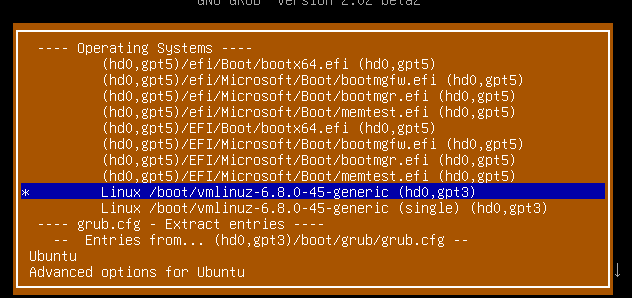 GNU GRUB version 2.02~beta2
---- Operating Systems ----
(hd0,gpt5)/efi/Boot/bootx64.efi (hd0,gpt5)
(hd0,gpt5)/efi/Microsoft/Boot/bootmgfw.efi (hd0,gpt5)
(hd0,gpt5)/efi/Microsoft/Boot/bootmgr.efi (hd0,gpt5)
(hd0,gpt5)/efi/Microsoft/Boot/memtest.efi (hd0,gpt5)
(hd0,gpt5)/EFI/Boot/bootx64.efi (hd0,gpt5)
(hd0,gpt5)/EFI/Microsoft/Boot/bootmgfw.efi (hd0,gpt5)
(hd0,gpt5)/EFI/Microsoft/Boot/bootmgr.efi (hd0,gpt5)
(hd0,gpt5)/EFI/Microsoft/Boot/memtest.efi (hd0,gpt5)
* Linux /boot/vmlinuz-6.8.0-45-generic (hd0,gpt3)
Linux /boot/vmlinuz-6.8.0-45-generic (single) (hd0,gpt3)
---- grub.cfg - Extract entries ----
-- Entries from... (hd0,gpt3)/boot/grub/grub.cfg --
Ubuntu
Advanced options for Ubuntu